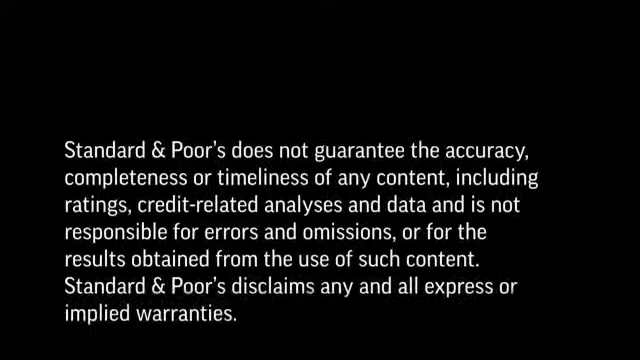 Standard & Poor's does not guarantee the accuracy,
completeness or timeliness of any content, including
ratings, credit-related analyses and data and is not
responsible for errors and omissions, or for the
results obtained from the use of such content.
Standard & Poor's disclaims any and all express or
implied warranties.